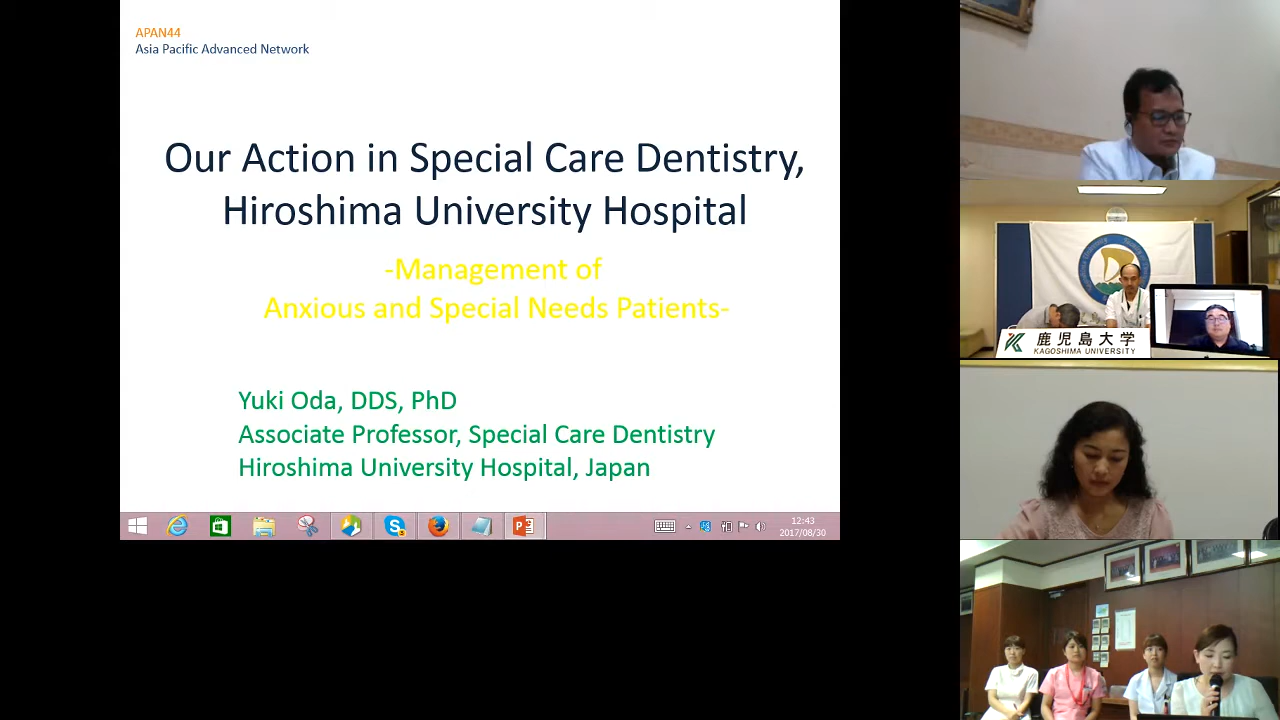 APAN44
Asia Pacific Advanced Network
Our Action in Special Care Dentistry,
Hiroshima University Hospital
-Management of
Anxious and Special Needs Patients-
Yuki Oda, DDS, PhD
Associate Professor, Special Care Dentistry
Hiroshima University Hospital, Japan
12:43
2017/08/30
鹿児島大学
KAGOSHIMA UNIVERSITY